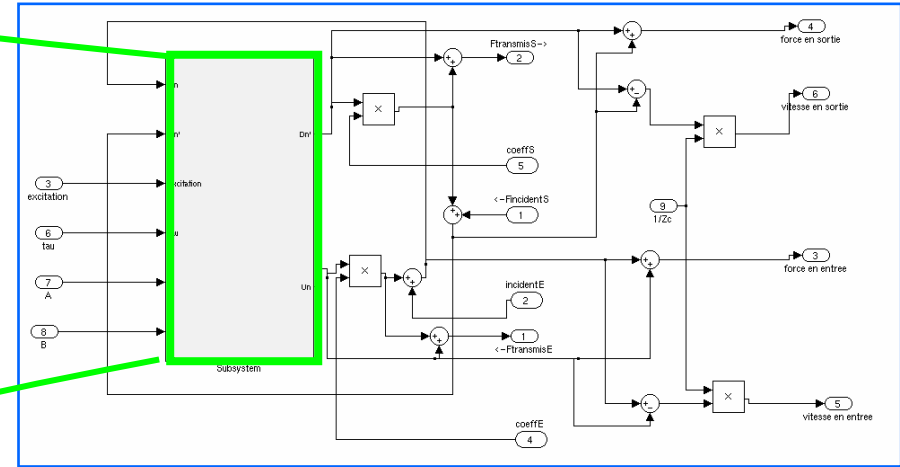 n
n'
3
excitation
xcitation
6
tau
u
7
A
8
B
Dn'
Un
Subsystem
FtransmisS->
2
×
coeffS
5
<-FincidentS
1
×
incidentE
2
1
<-FtransmisE
coeffE
4
4
force en sortie
6
vitesse en sortie
×
9
1/Zc
3
force en entree
×
5
vitesse en entree